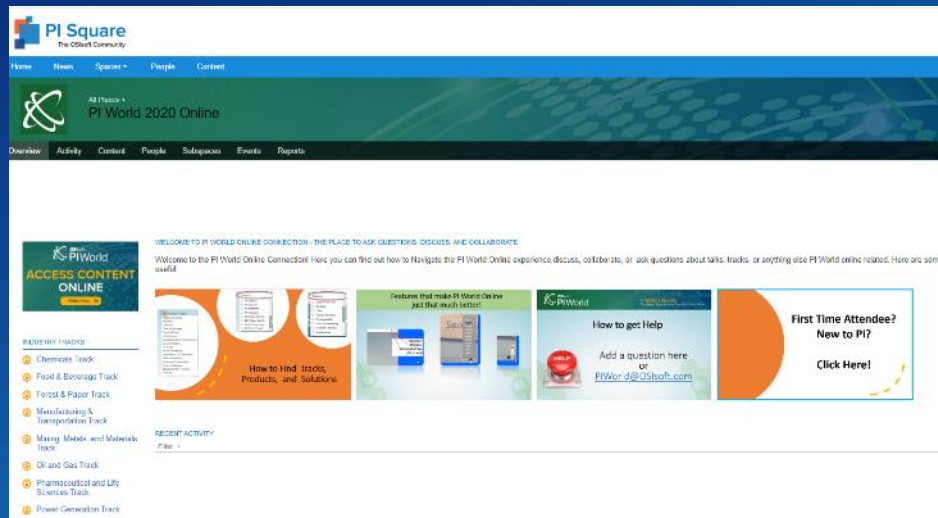 PI Square
The OSIsoft Community
Home News Spaces People Content
All Places
PI World 2020 Online
Overview Activity Content People Subspaces Events Reports
PIWorld
ACCESS CONTENT
ONLINE
WELCOME TO PI WORLD ONLINE CONNECTION - THE PLACE TO ASK QUESTIONS, DISCUSS, AND COLLABORATE
Welcome to the PI World Online Connection! Here you can find out how to Navigate the PI World Online experience,discuss, collaborate, or ask questions about talks, tracks, or anything else PI World online related. Here are som
useful
How to Find Tracks,
Products, and Solutions
Features that make PI World Online
just that much better!
PIWorld
How to get Help
HELP
Add a question here
or
PIWorld@OSIsoft.com
First Time Attendee?
New to PI?
Click Here!
INDUSTRY TRACKS
Chemicals Track
Food & Beverage Track
Forest & Paper Track
Manufacturing &
Transportation Track
Mining, Metals, and Materials
Track
Oil and Gas Track
Pharmaceutical and Life
Sciences Track
Power Generation Track
RECENT ACTIVITY
Filter